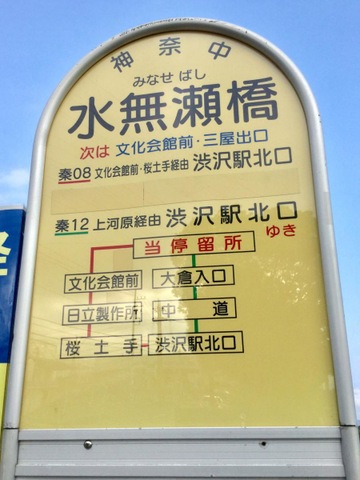 神奈中
みなせ ばし
水無瀬橋
次は 文化会館前・三屋出口
秦08 文化会館前・桜土手経由 渋沢駅北口
秦12 上河原経由 渋沢駅北口
ゆき
当停留所
文化会館前 大倉入口
日立製作所 中道
桜土手 渋沢駅北口